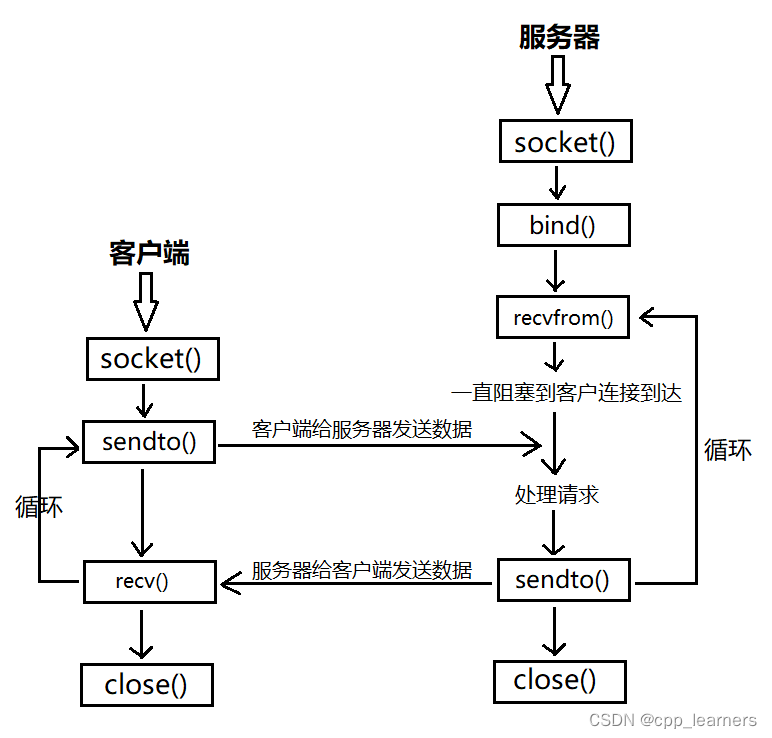 服务器
socket()
bind()
recvfrom()
一直阻塞到客户连接到达
处理请求
sendto()
close()
循环
客户端
socket()
sendto()
recv()
close()
循环
客户端给服务器发送数据
服务器给客户端发送数据
CSDN @cpp_learners